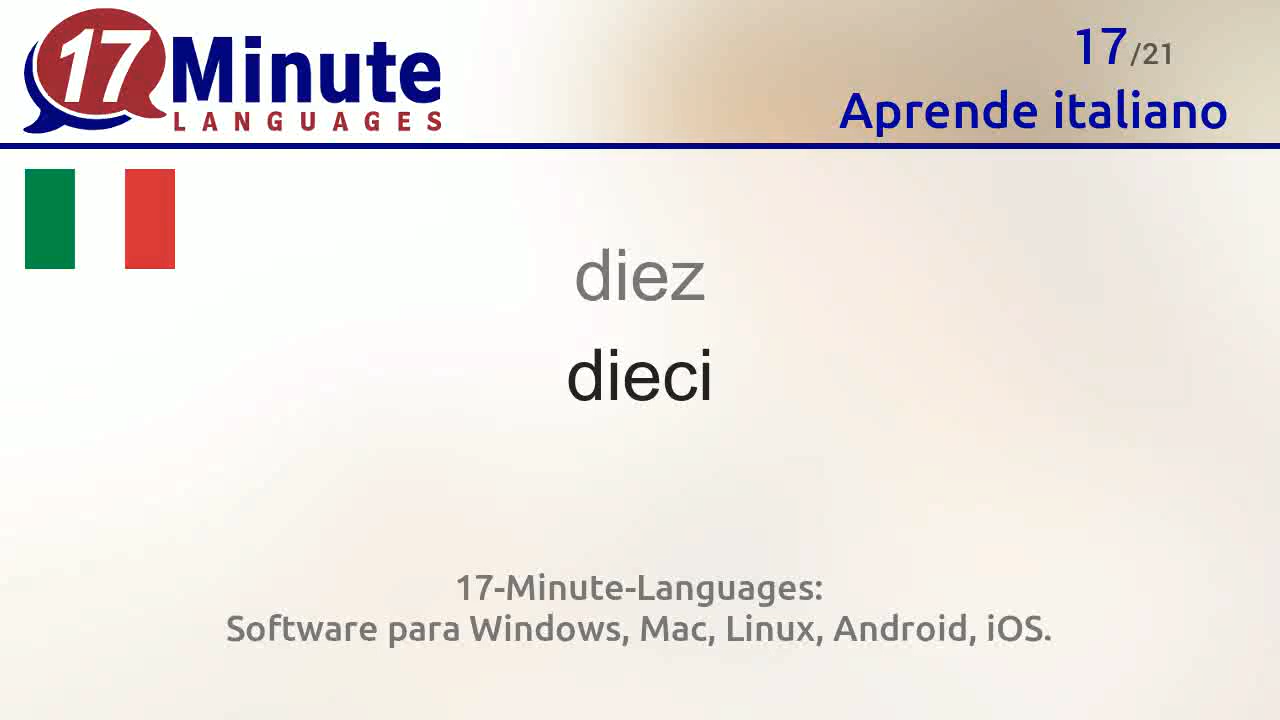 17 Minute
LANGUAGES
17/21
Aprende italiano
diez
dieci
17-Minute-Languages:
Software para Windows, Mac, Linux, Android, iOS.